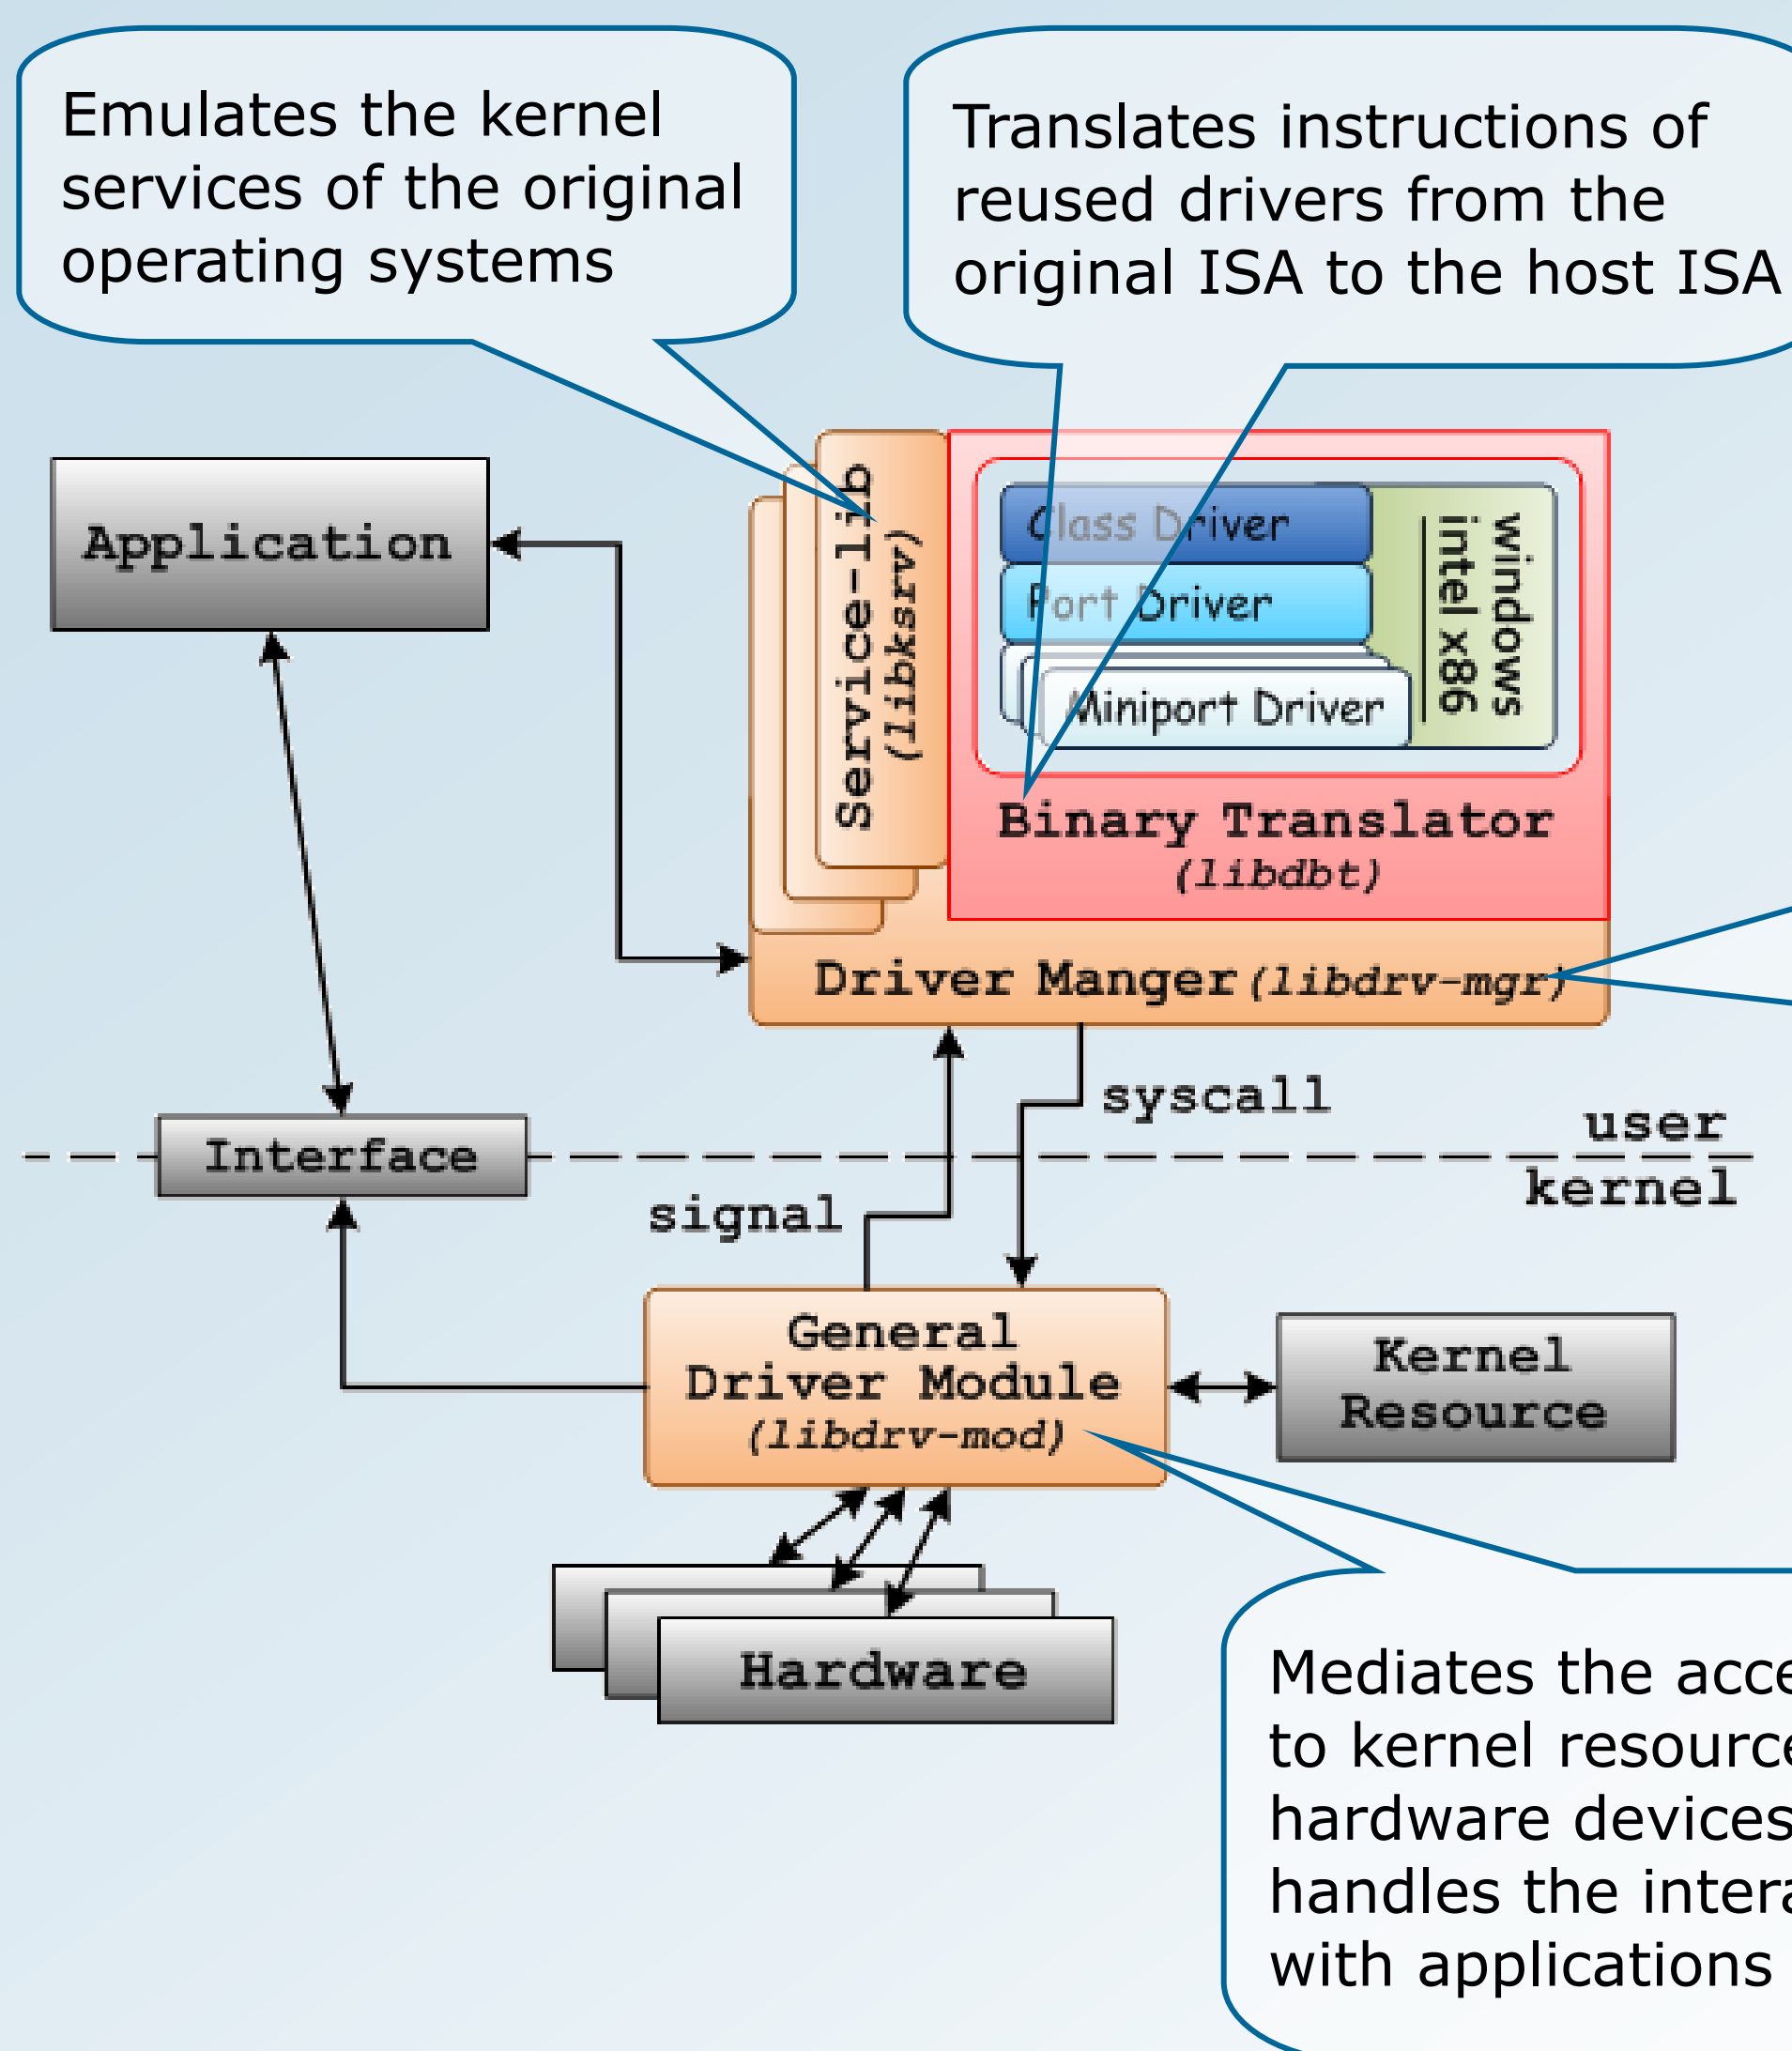 Emulates the kernel
services of the original
operating systems
Translates instructions of
reused drivers from the
original ISA to the host ISA
Application
Service-lib
(libksrv)
Class Driver
Port Driver
Miniport Driver
windows
intel x86
Binary Translator
(libdbt)
Driver Manger (libdrv-mgr)
syscall
user
Interface
kernel
signal
General
Driver Module
(libdrv-mod)
Kernel
Resource
Hardware
Mediates the
to kernel
hardware devices
handles the
with applications